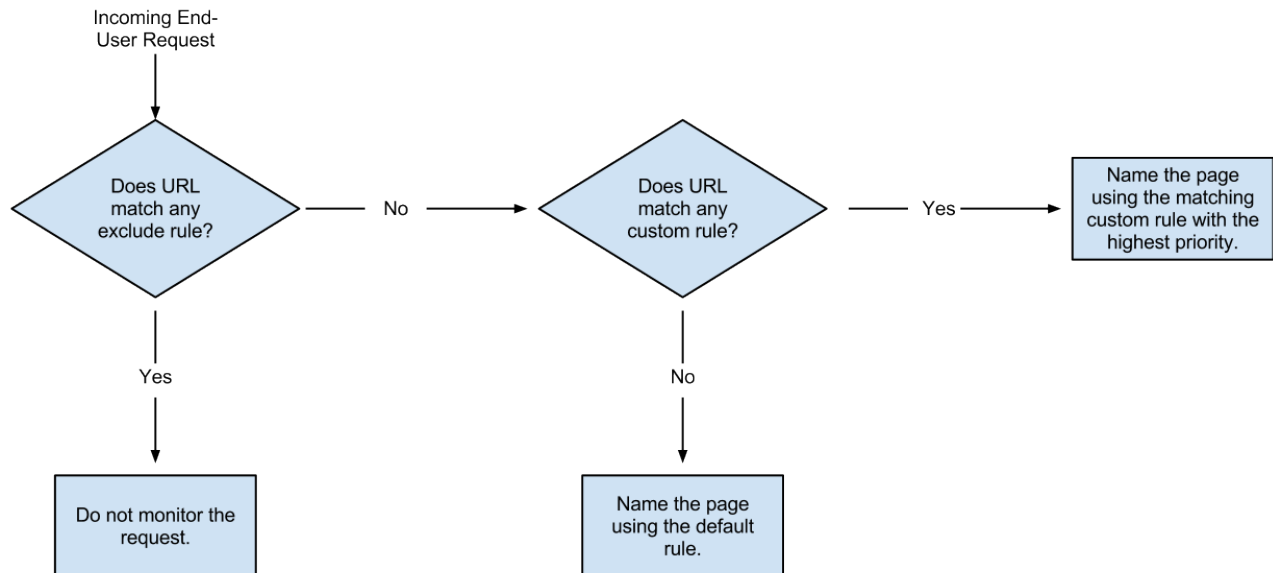 Incoming End-
User Request
Does URL
match any
exclude rule?
No
Does URL
match any
custom rule?
Yes
Name the page
using the matching
custom rule with the
highest priority.
Yes
No
Do not monitor the
request.
Name the page
using the default
rule.